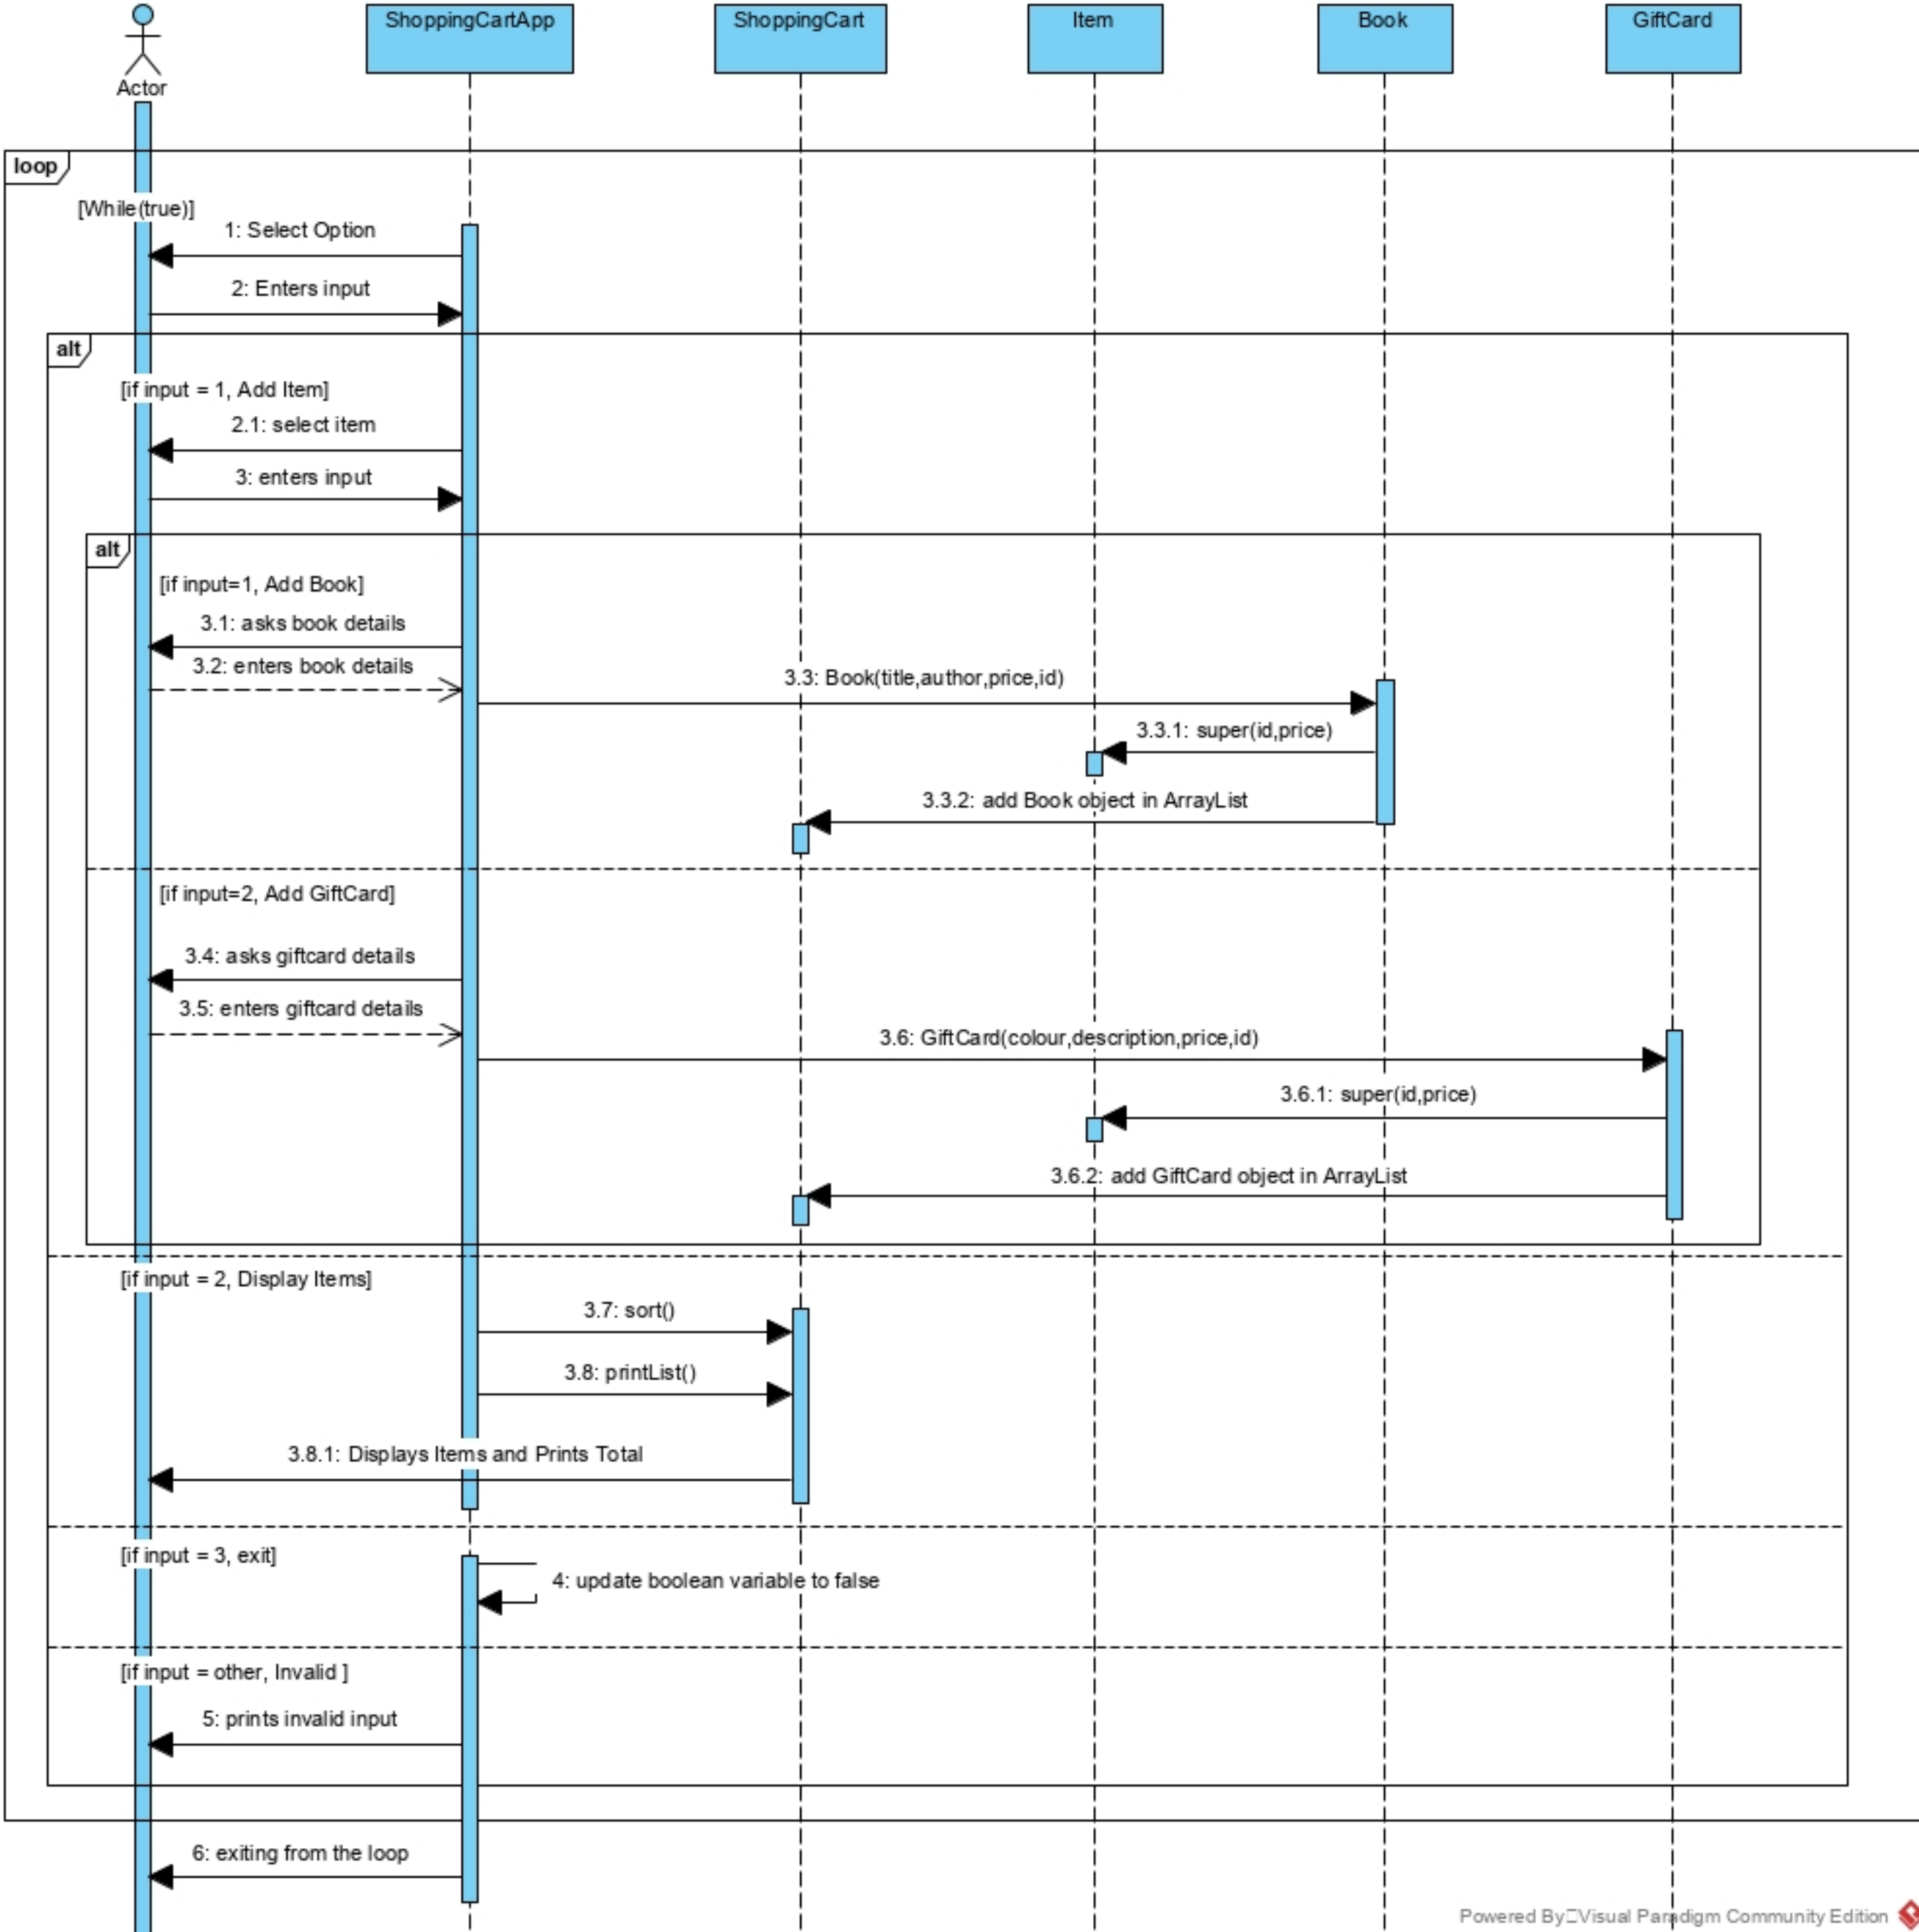 ShoppingCartApp
ShoppingCart
Item
Book
GiftCard
Actor
loop
[While(true)]
1: Select Option
2: Enters input
alt
[if input = 1, Add Item]
2.1: select item
3: enters input
alt
[if input=1, Add Book]
3.1: asks book details
3.2: enters book details
3.3: Book(title,author,price,id)
3.3.1: super(id,price)
3.3.2: add Book object in ArrayList
[if input=2, Add GiftCard]
3.4: asks giftcard details
3.5: enters giftcard details
3.6: GiftCard(colour,description,price,id)
3.6.1: super(id,price)
3.6.2: add GiftCard object in ArrayList
[if input = 2, Display Items]
3.7: sort()
3.8: printList()
3.8.1: Displays Items and Prints Total
[if input = 3, exit]
4: update boolean variable to false
[if input = other, Invalid ]
5: prints invalid input
6: exiting from the loop
Powered By□Visual Paradigm Community Edition